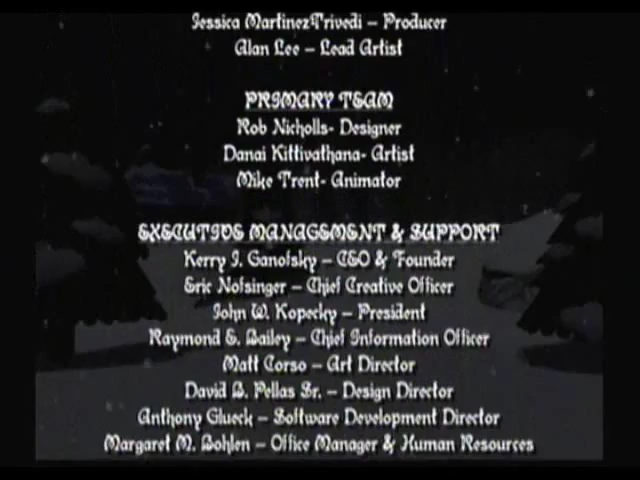 Jessica MartinezTrivedi – Producer
Alan Lee – Lead Artist
PRIMARY TEAM
Rob Nicholls- Designer
Danai Kittivathana- Artist
Mike Trent- Animator
EXECUTIVE MANAGEMENT & SUPPORT
Kerry J. Ganofsky – CEO & Founder
Eric Nofsinger – Chief Creative Officer
John W. Kopecky – President
Raymond E. Bailey – Chief Information Officer
Matt Corso – Art Director
David B. Pellas Sr. – Design Director
Anthony Glueck – Software Development Director
Margaret M. Bohlen – Office Manager & Human Resources